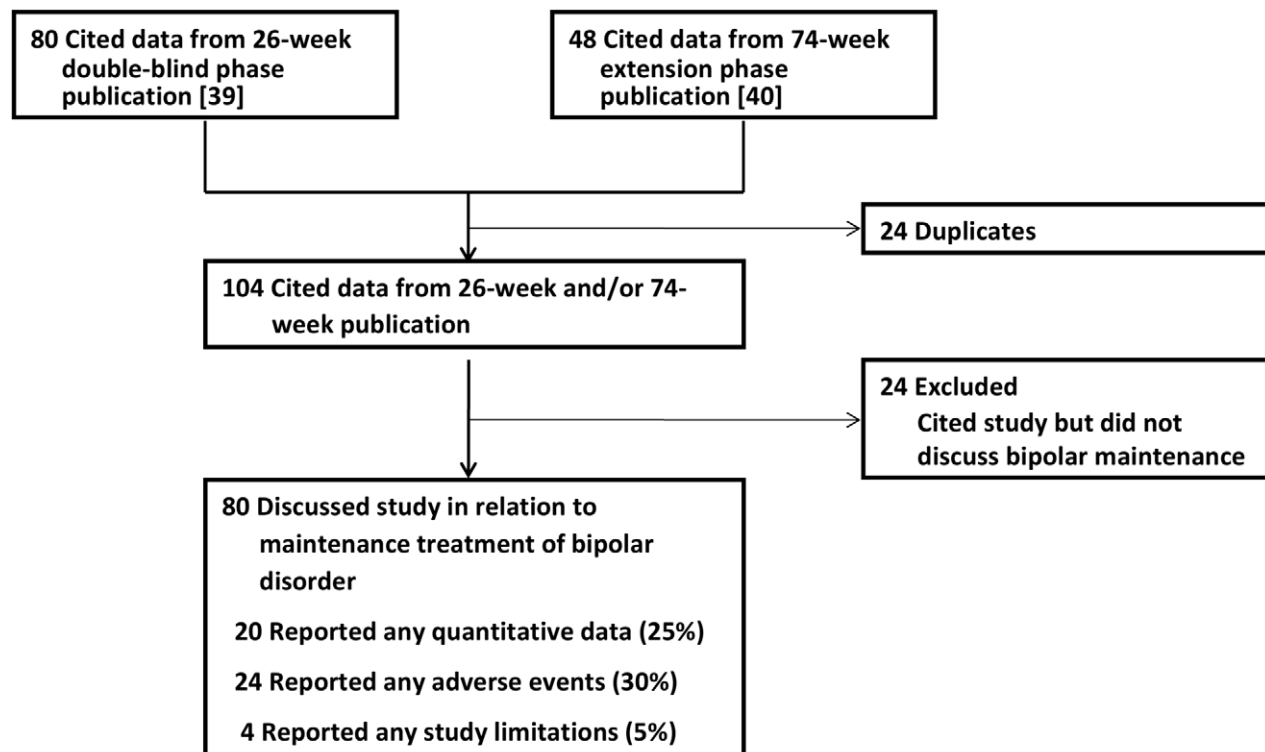 80 Cited data from 26-week
double-blind phase
publication [39]
48 Cited data from 74-week
extension phase
publication [40]
24 Duplicates
104 Cited data from 26-week and/or 74-
week publication
24 Excluded
Cited study but did not
discuss bipolar maintenance
80 Discussed study in relation to
maintenance treatment of bipolar
disorder
20 Reported any quantitative data (25%)
24 Reported any adverse events (30%)
4 Reported any study limitations (5%)